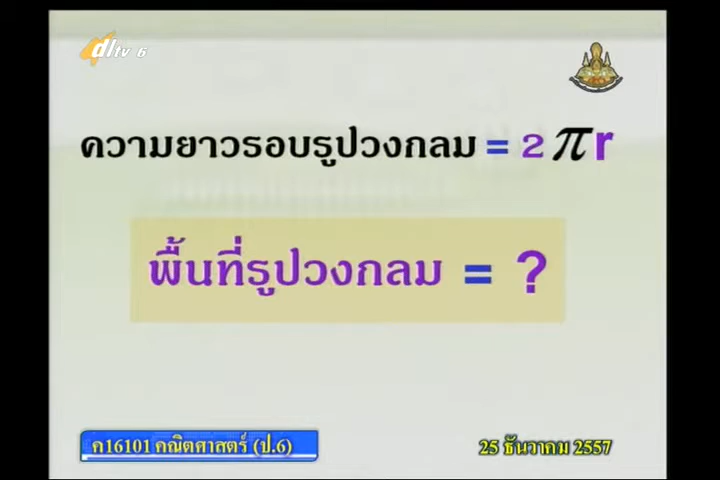 dltv 6
ความยาวรอบรูปวงกลม = 2πr
พื้นที่รูปวงกลม = ?
ค16101 คณิตศาสตร์ (ป.6)
25 ธันวาคม 2557